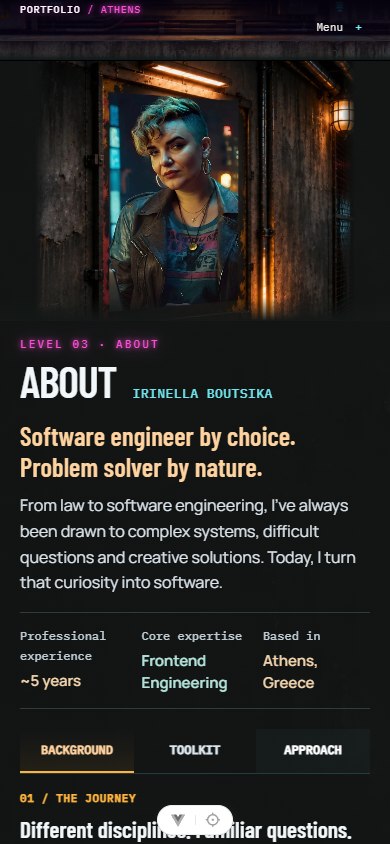 PORTFOLIO / ATHENS
Menu +
LEVEL 03 · ABOUT
ABOUT IRINELLA BOUTSIKA
Software engineer by choice.
Problem solver by nature.
From law to software engineering, I've always
been drawn to complex systems, difficult
questions and creative solutions. Today, I turn
that curiosity into software.
Professional
experience
~5 years
Core expertise
Frontend
Engineering
Based in
Athens,
Greece
BACKGROUND TOOLKIT APPROACH
01 / THE JOURNEY
Different questions.